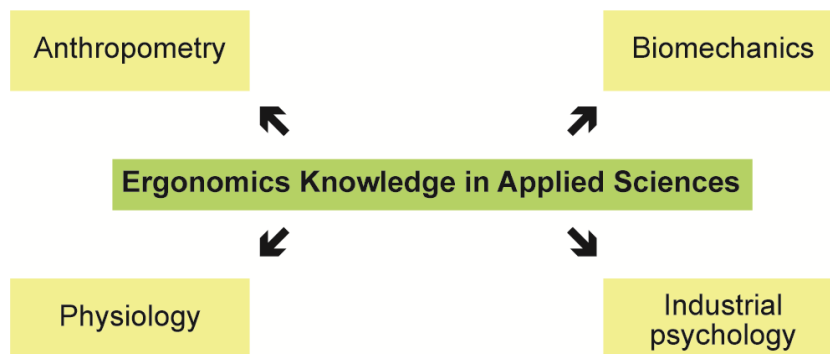 Anthropometry
Biomechanics
Ergonomics Knowledge in Applied Sciences
Physiology
Industrial
psychology